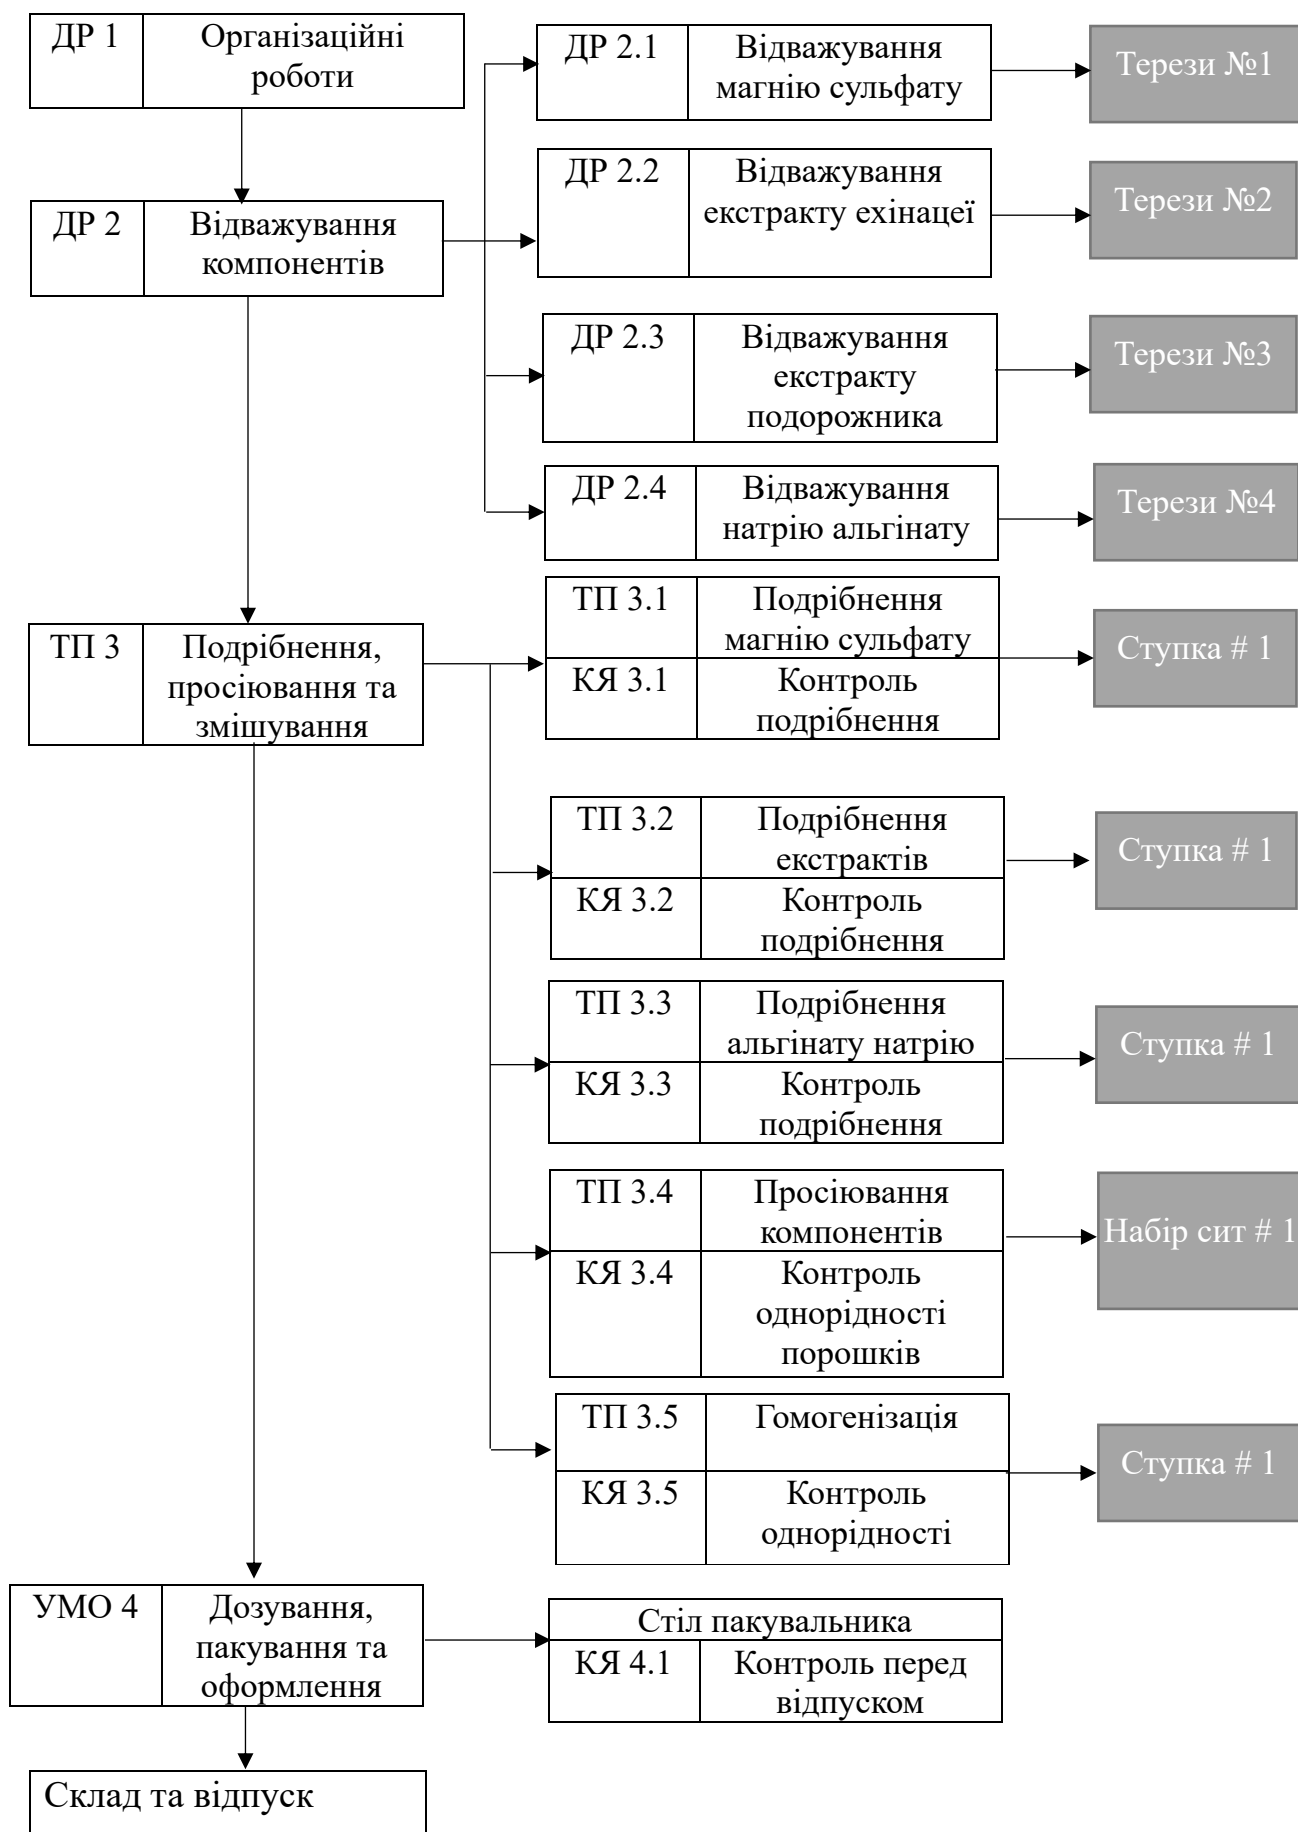 ДР 1
Організаційні
роботи
ДР 2.1
Відважування
магнію сульфату
Терези №1
ДР 2.2
Відважування
екстракту ехінацеї
Терези №2
ДР 2
Відважування
компонентів
ДР 2.3
Відважування
екстракту
подорожника
Терези №3
ДР 2.4
Відважування
натрію альгінату
Терези №4
ТП 3
Подрібнення,
просіювання та
змішування
ТП 3.1
Подрібнення
магнію сульфату
КЯ 3.1
Контроль
подрібнення
Ступка # 1
ТП 3.2
Подрібнення
екстрактів
КЯ 3.2
Контроль
подрібнення
Ступка # 1
ТП 3.3
Подрібнення
альгінату натрію
КЯ 3.3
Контроль
подрібнення
Ступка # 1
ТП 3.4
Просіювання
компонентів
КЯ 3.4
Контроль
однорідності
порошків
Набір сит # 1
ТП 3.5
Гомогенізація
КЯ 3.5
Контроль
однорідності
Ступка # 1
УМО 4
Дозування,
пакування та
оформлення
Стіл пакувальника
КЯ 4.1
Контроль перед
відпуском
Склад та відпуск